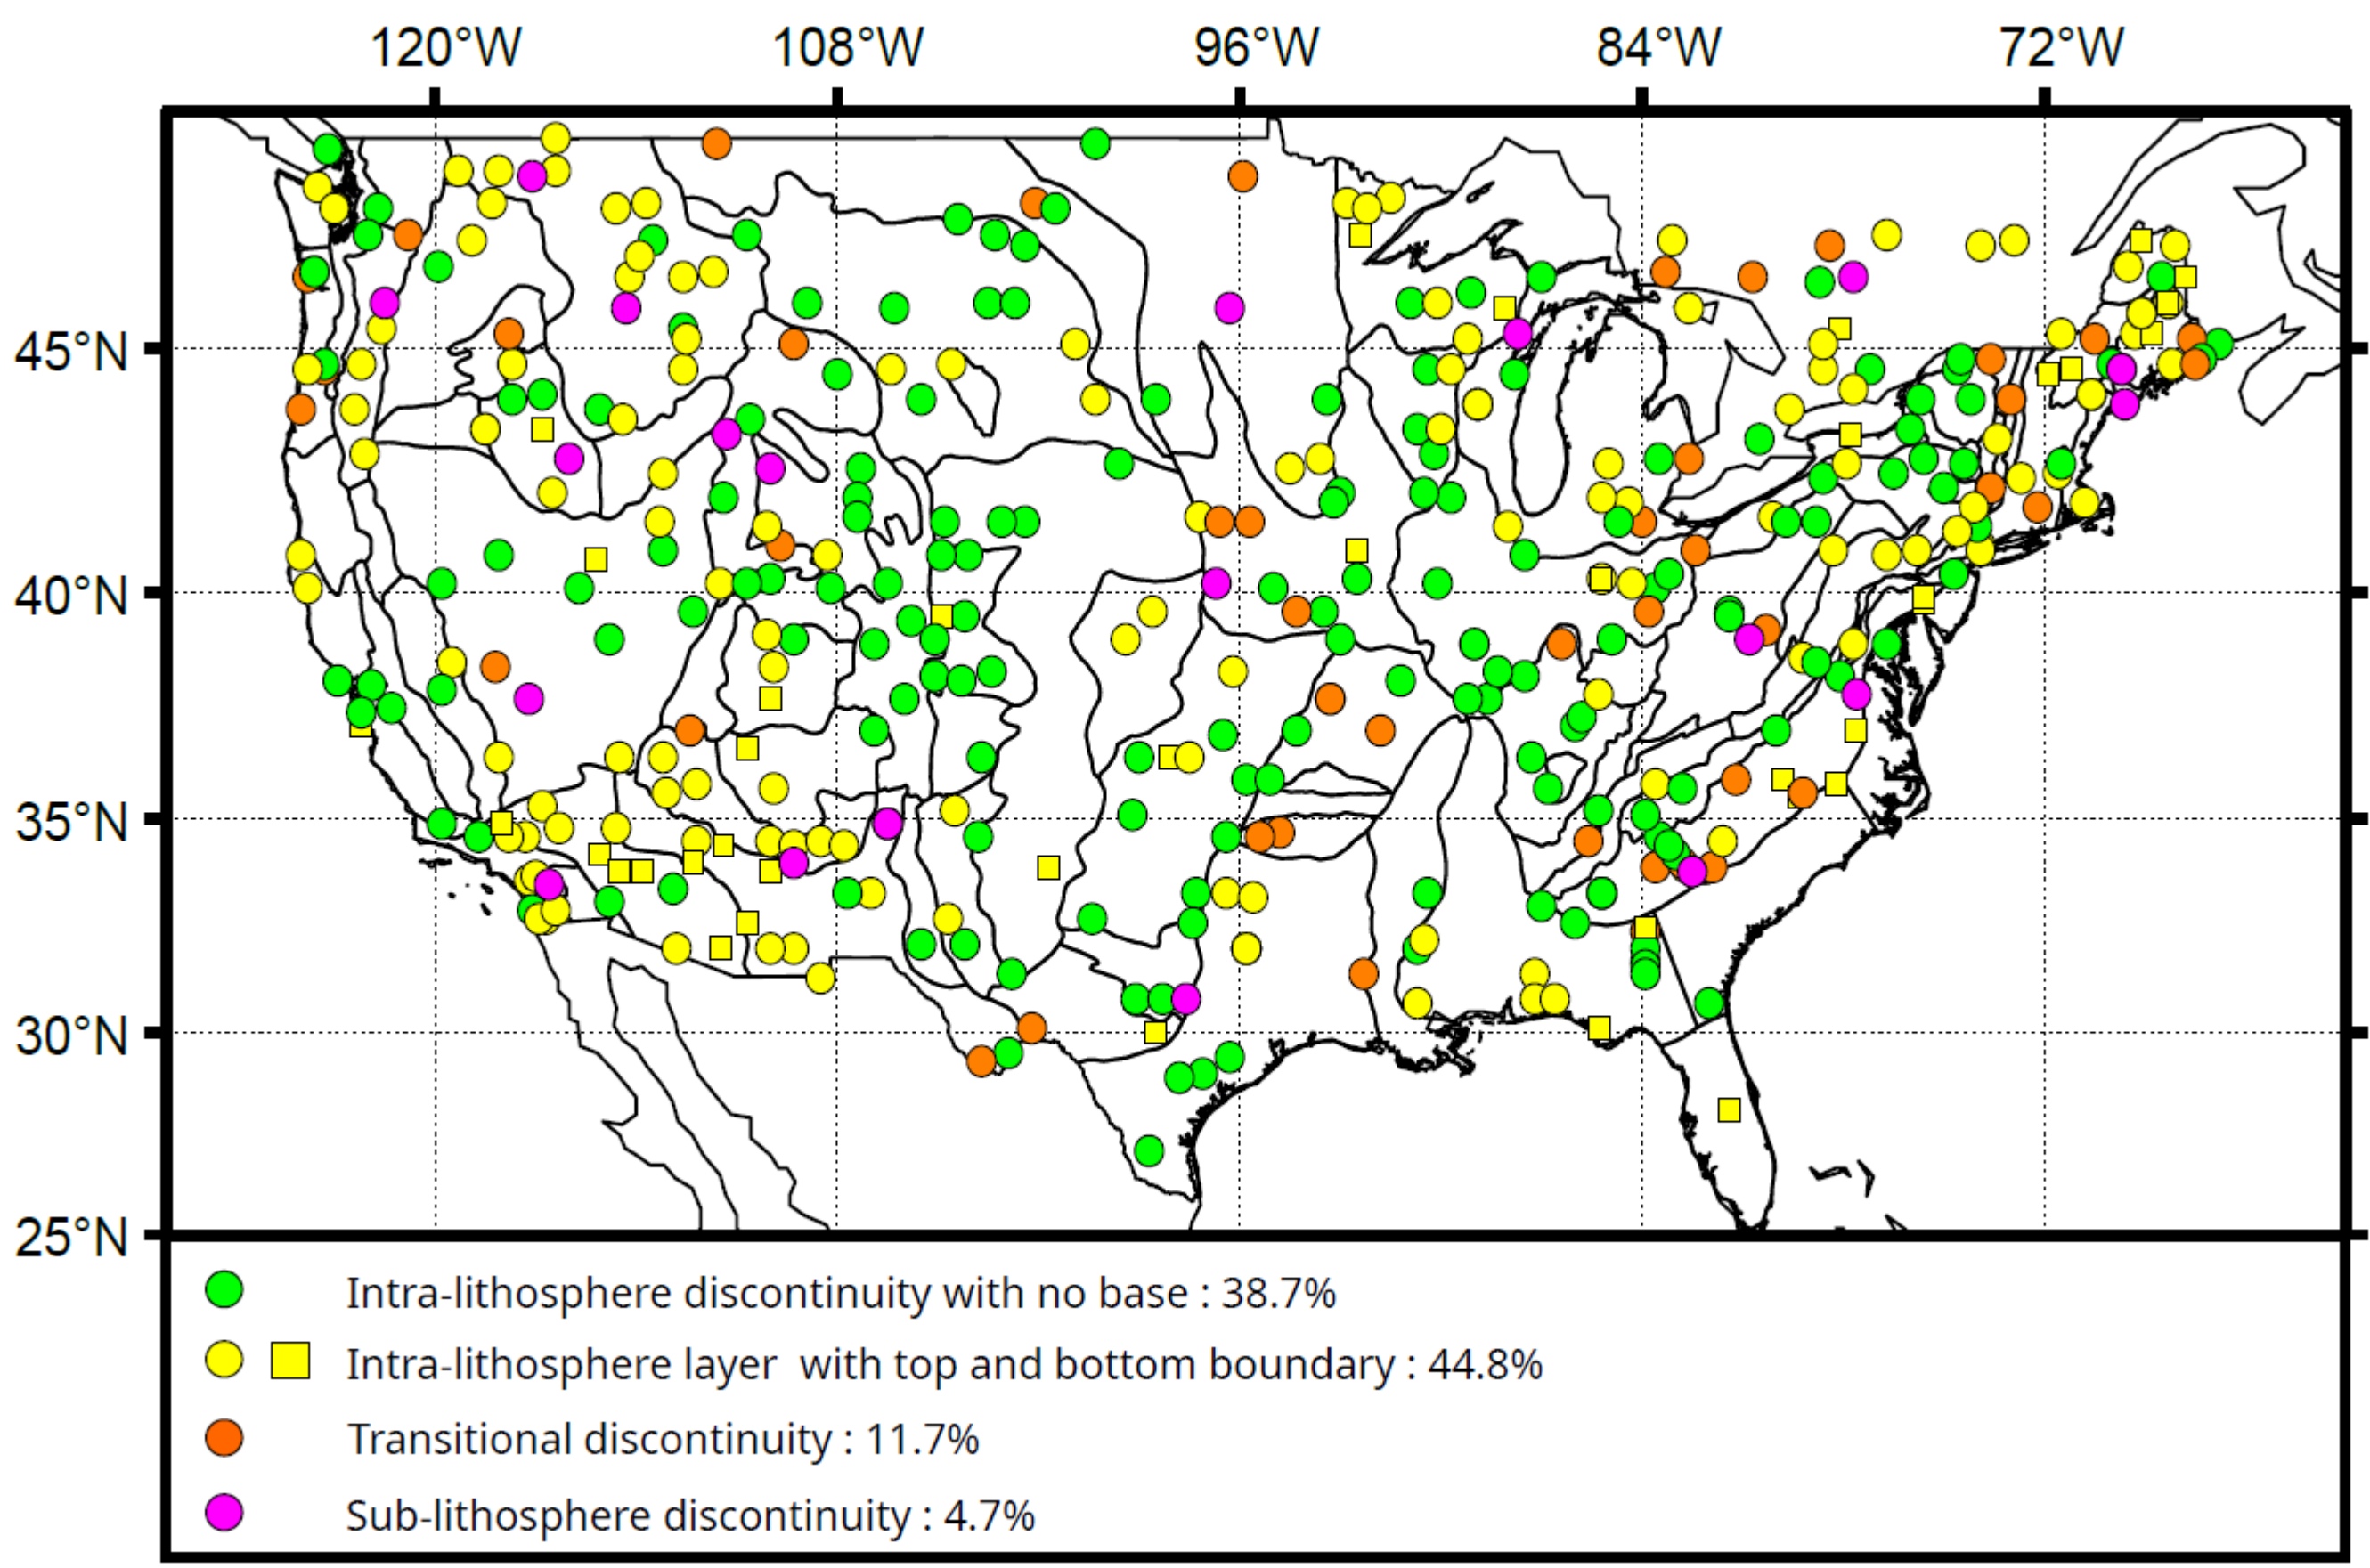 120°W 108°W 96°W 84°W 72°W
45°N
40°N
35°N
30°N
25°N
Intra-lithosphere discontinuity with no base : 38.7%
Intra-lithosphere layer  with top and bottom boundary : 44.8%
Transitional discontinuity : 11.7%
Sub-lithosphere discontinuity : 4.7%